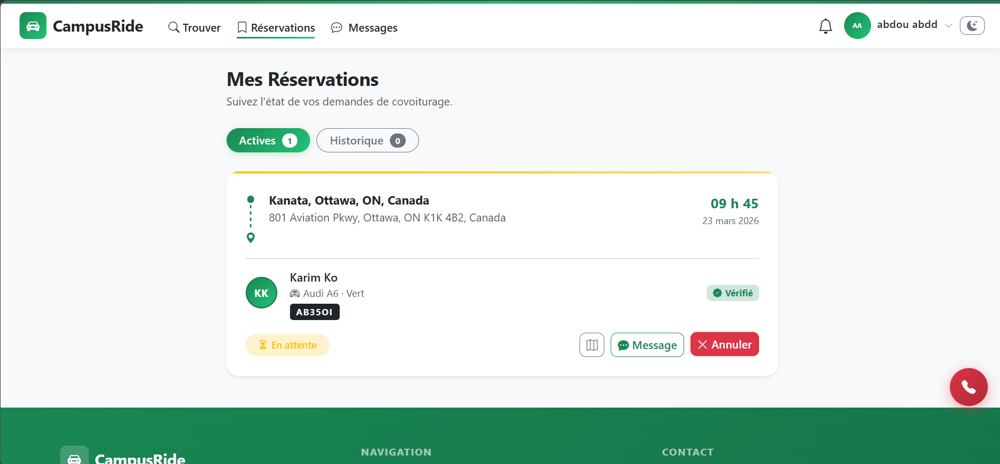 CampusRide
Trouver
Réservations
Messages
AA
abdou abdd
Mes Réservations
Suivez l'état de vos demandes de covoiturage.
Actives 1
Historique 0
Kanata, Ottawa, ON, Canada
09 h 45
801 Aviation Pkwy, Ottawa, ON K1K 4B2, Canada
23 mars 2026
KK
Karim Ko
Audi A6 · Vert
AB35OI
Vérifié
En attente
Message
Annuler
CampusRide
NAVIGATION
CONTACT